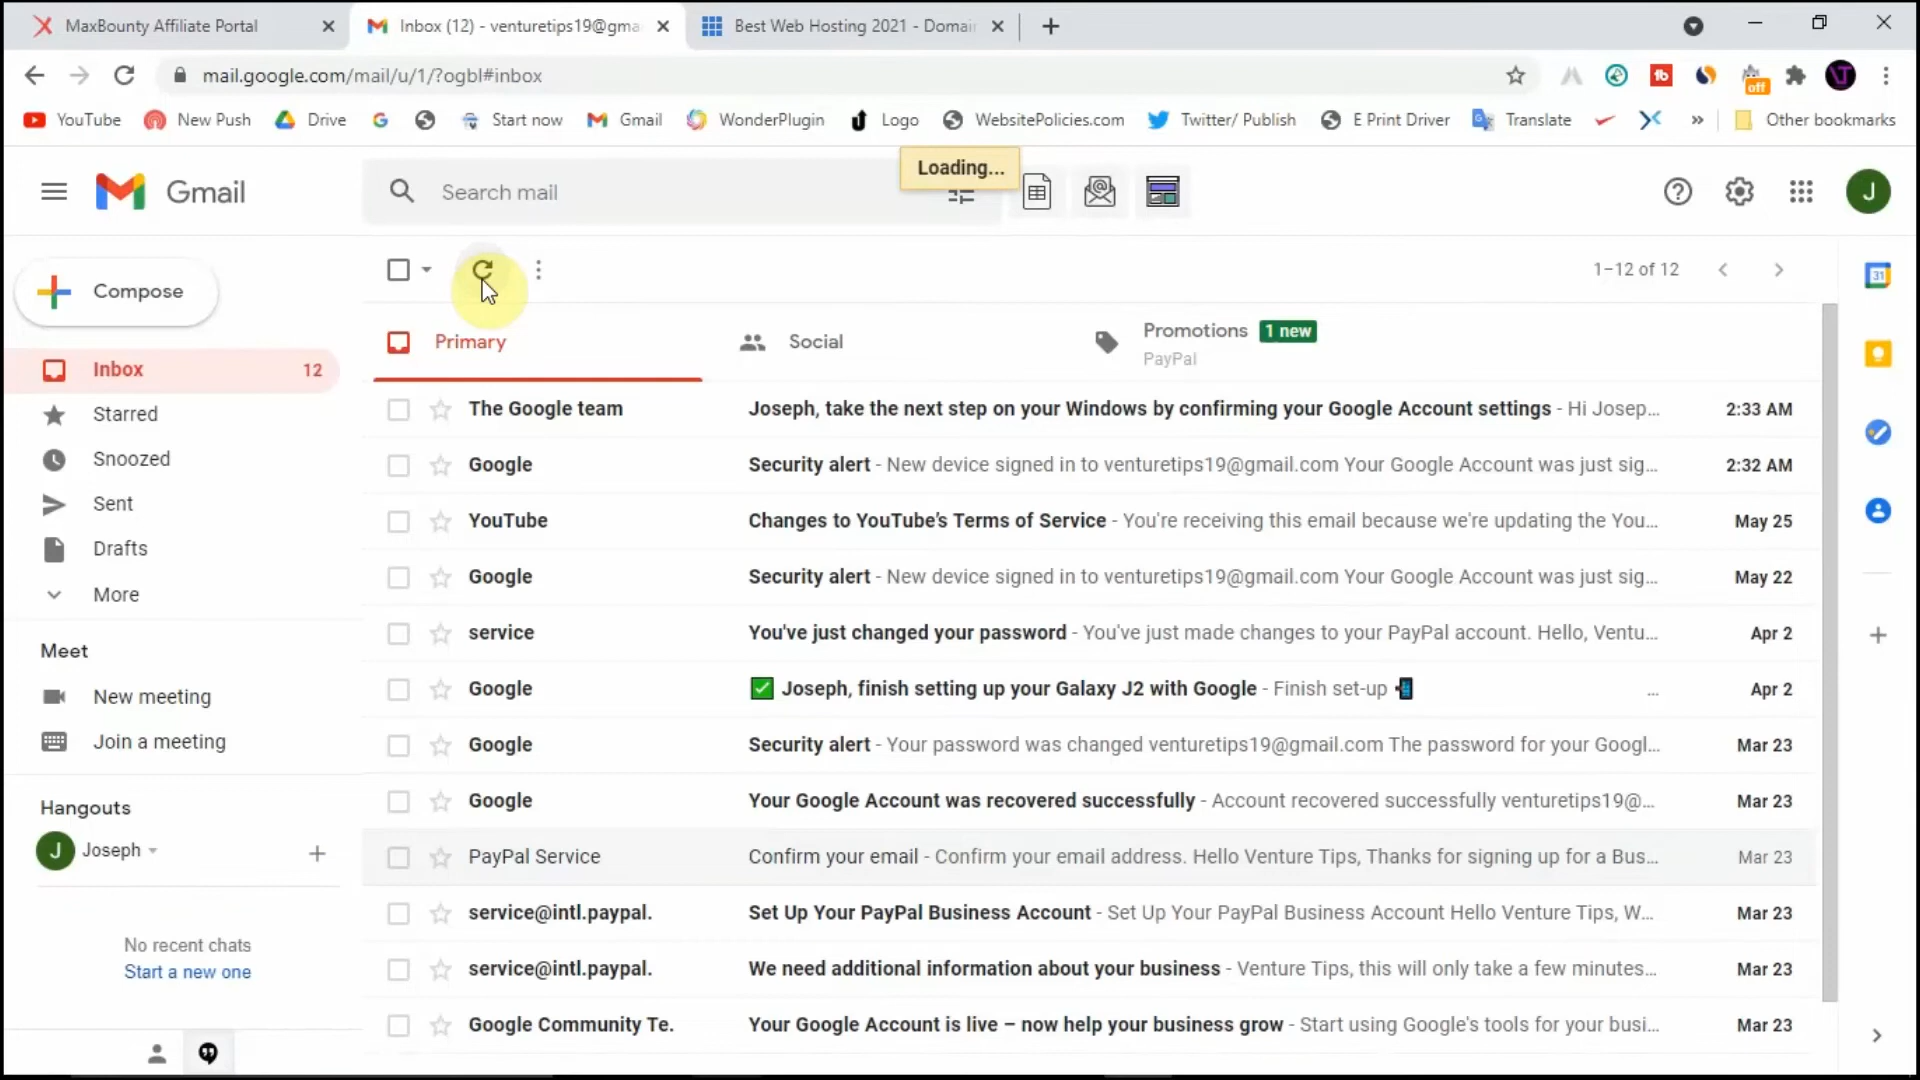 MaxBounty Affiliate Portal
Inbox (12) - venturetips19@gma
Best Web Hosting 2021 - Domain
mail.google.com/mail/u/1/?ogbl#inbox
off
YouTube
New Push
Drive
Start now
Gmail
WonderPlugin
Logo
WebsitePolicies.com
Twitter/ Publish
E Print Driver
Translate
»
Other bookmarks
Loading...
Gmail
Search mail
J
Compose
1–12 of 12
31
Primary
Social
Promotions 1 new
PayPal
Inbox 12
Starred
Snoozed
Sent
Drafts
More
Meet
New meeting
Join a meeting
Hangouts
J Joseph
No recent chats
Start a new one
The Google team Joseph, take the next step on your Windows by confirming your Google Account settings - Hi Josep... 2:33 AM
Google Security alert - New device signed in to venturetips19@gmail.com Your Google Account was just sig... 2:32 AM
YouTube Changes to YouTube’s Terms of Service - You're receiving this email because we're updating the You... May 25
Google Security alert - New device signed in to venturetips19@gmail.com Your Google Account was just sig... May 22
service You've just changed your password - You've just made changes to your PayPal account. Hello, Ventu... Apr 2
Google ✅ Joseph, finish setting up your Galaxy J2 with Google - Finish set-up 📲 ... Apr 2
Google Security alert - Your password was changed venturetips19@gmail.com The password for your Googl... Mar 23
Google Your Google Account was recovered successfully - Account recovered successfully venturetips19@... Mar 23
PayPal Service Confirm your email - Confirm your email address. Hello Venture Tips, Thanks for signing up for a Bus... Mar 23
service@intl.paypal. Set Up Your PayPal Business Account - Set Up Your PayPal Business Account Hello Venture Tips, W... Mar 23
service@intl.paypal. We need additional information about your business - Venture Tips, this will only take a few minutes... Mar 23
Google Community Te. Your Google Account is live – now help your business grow - Start using Google's tools for your busi... Mar 23